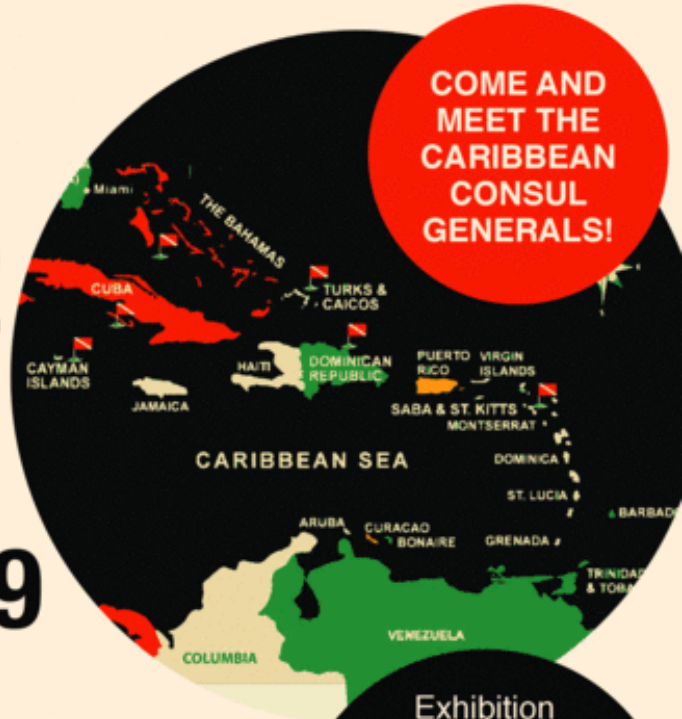 COME AND
MEET THE
CARIBBEAN
CONSUL
GENERALS!
Miami
THE BAHAMAS
CUBA
TURKS &
CAICOS
CAYMAN
ISLANDS
JAMAICA
HAITI
DOMINICAN
REPUBLIC
PUERTO
RICO
VIRGIN
ISLANDS
SABA & ST. KITTS
MONTSERRAT
CARIBBEAN SEA
DOMINICA
ST. LUCIA
BARBAD
ARUBA
CURACAO
BONAIRE
GRENADA
TRINIDAD
& TOBA
9
VENEZUELA
COLUMBIA
Exhibition